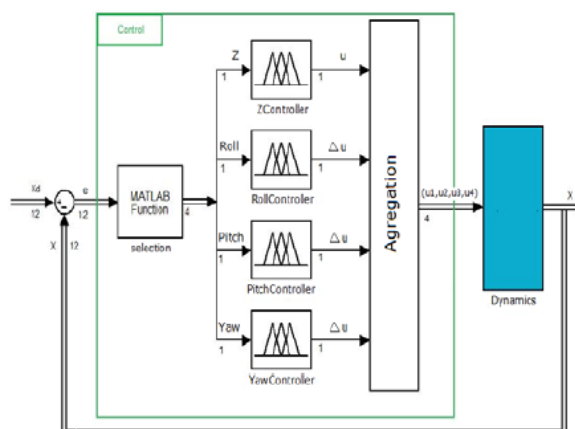 Control
Z
1
1
u
ZController
Roll
1
1
Δu
RollController
Xd
12
e
12
MATLAB
Function
4
selection
X
12
Pitch
1
1
Δu
PitchController
Yaw
1
1
Δu
YawController
Agregation
(u1,u2,u3,u4)
4
Dynamics
X